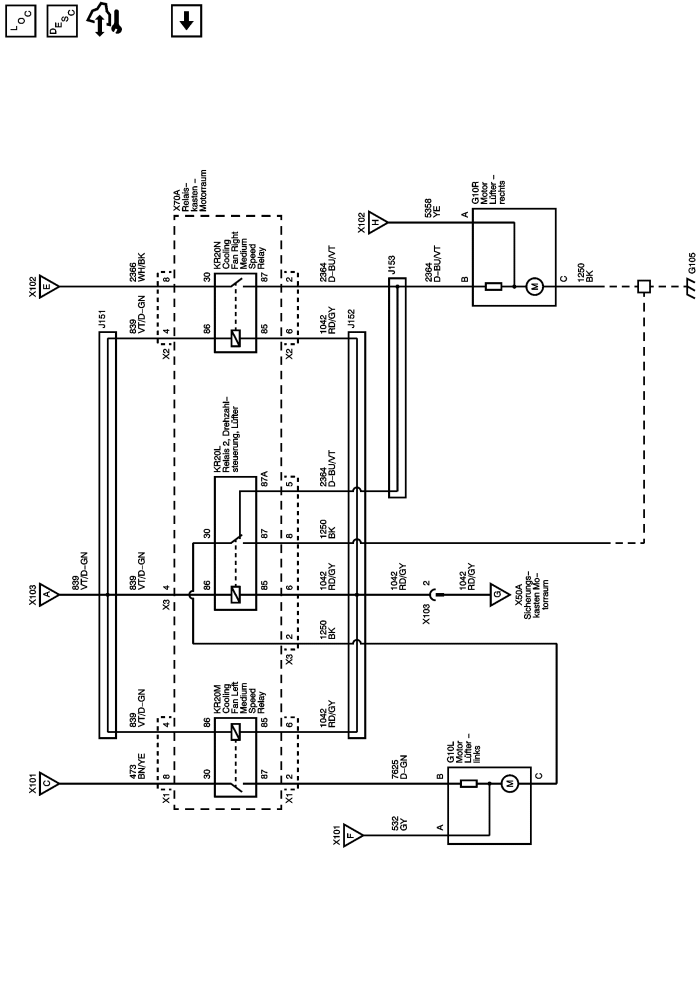 L O C
D E S C
X70A
Relais–
kasten –
Motorraum
X102
E
2366
WH/BK
8
30
KR20N
Cooling
Fan Right
Medium
Speed
Relay
87
2
2364
D–BU/VT
J151
839
VT/D–GN
4
X2
86
85
6
X2
1042
RD/GY
J152
J153
X102
H
5358
YE
A
G10R
Motor
Lüfter –
rechts
2364
D–BU/VT
B
M
C
1250
BK
G105
KR20L
Relais 2, Drehzahl–
steuerung, Lüfter
87A
5
2364
D–BU/VT
30
87
8
1250
BK
X103
A
839
VT/D–GN
839
VT/D–GN
4
X3
86
85
6
1042
RD/GY
1042
RD/GY
2
X103
1042
RD/GY
G
X50A
Sicherungs–
kasten Mo–
torraum
2
X3
1250
BK
KR20M
Cooling
Fan Left
Medium
Speed
Relay
839
VT/D–GN
4
86
85
6
1042
RD/GY
X101
C
473
BN/YE
8
X1
30
87
2
X1
7625
D–GN
B
G10L
Motor
Lüfter –
links
M
C
X101
F
532
GY
A